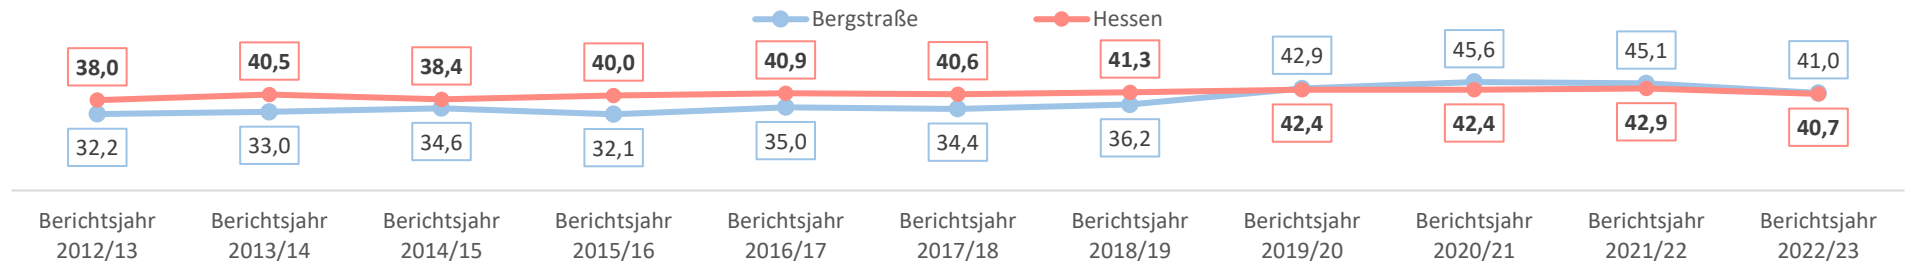 Bergstraße Hessen
38,0 40,5 38,4 40,0 40,9 40,6 41,3 42,9 45,6 45,1 41,0
32,2 33,0 34,6 32,1 35,0 34,4 36,2 42,4 42,4 42,9 40,7
Berichtsjahr Berichtsjahr Berichtsjahr Berichtsjahr Berichtsjahr Berichtsjahr Berichtsjahr Berichtsjahr Berichtsjahr Berichtsjahr Berichtsjahr
2012/13 2013/14 2014/15 2015/16 2016/17 2017/18 2018/19 2019/20 2020/21 2021/22 2022/23